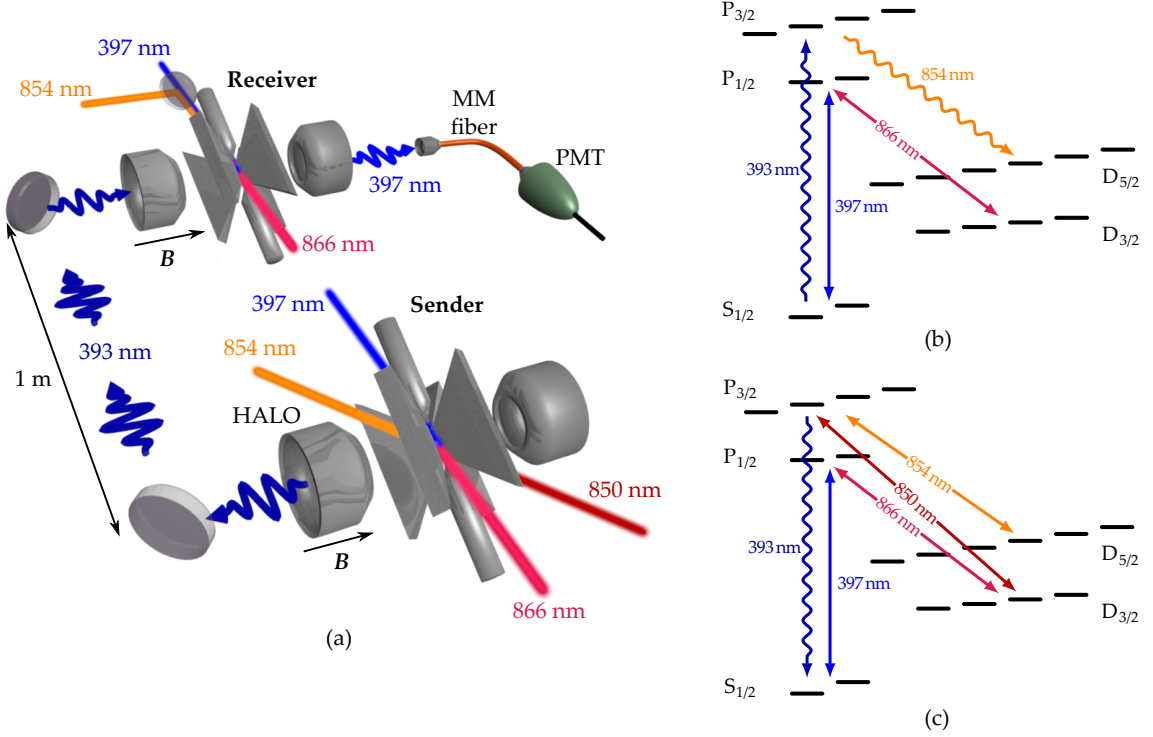 397 nm
854 nm
Receiver
MM
fiber
PMT
397 nm
866 nm
B
393 nm
1 m
397 nm
Sender
854 nm
HALO
850 nm
B
866 nm
(a)
P3/2
P1/2
854 nm
866 nm
393 nm
397 nm
D5/2
D3/2
S1/2
(b)
P3/2
P1/2
854 nm
850 nm
866 nm
393 nm
397 nm
D5/2
D3/2
S1/2
(c)